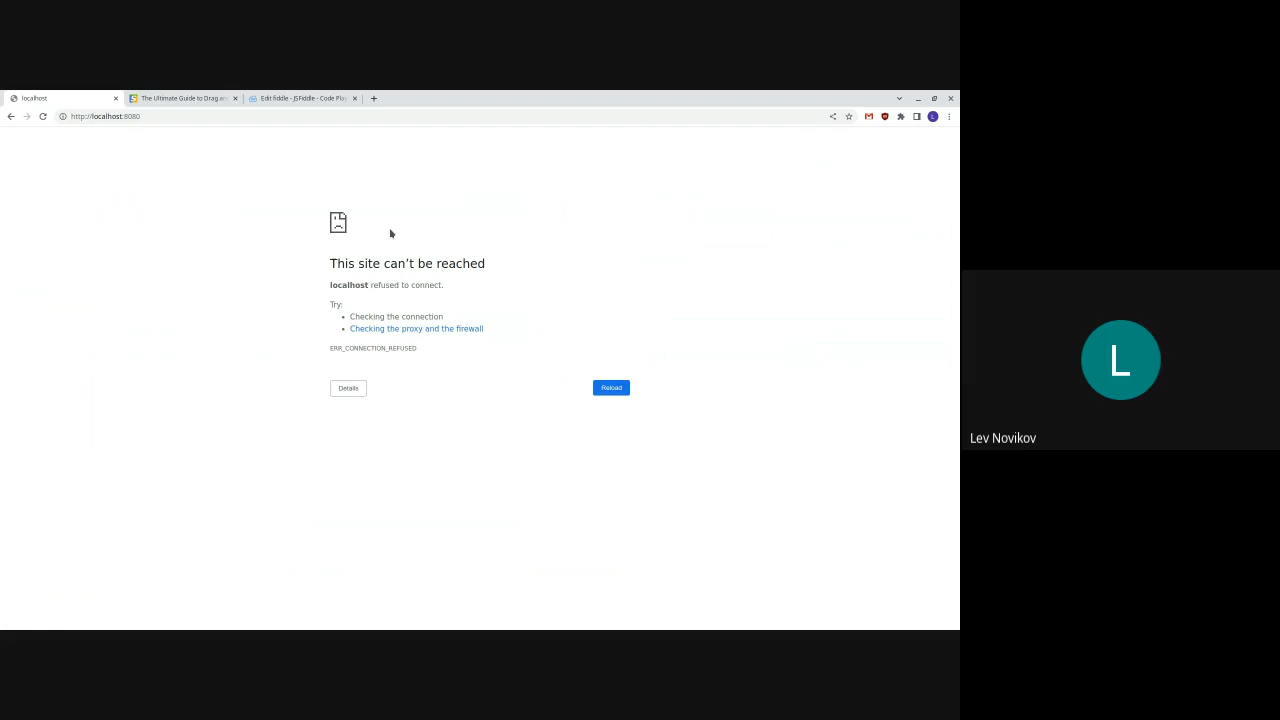 localhost
The Ultimate Guide to Drag an
Edit fiddle - JSFiddle - Code Play
http://localhost:8080
L
This site can’t be reached
localhost refused to connect.
Try:
• Checking the connection
• Checking the proxy and the firewall
ERR_CONNECTION_REFUSED
Details
Reload
L
Lev Novikov